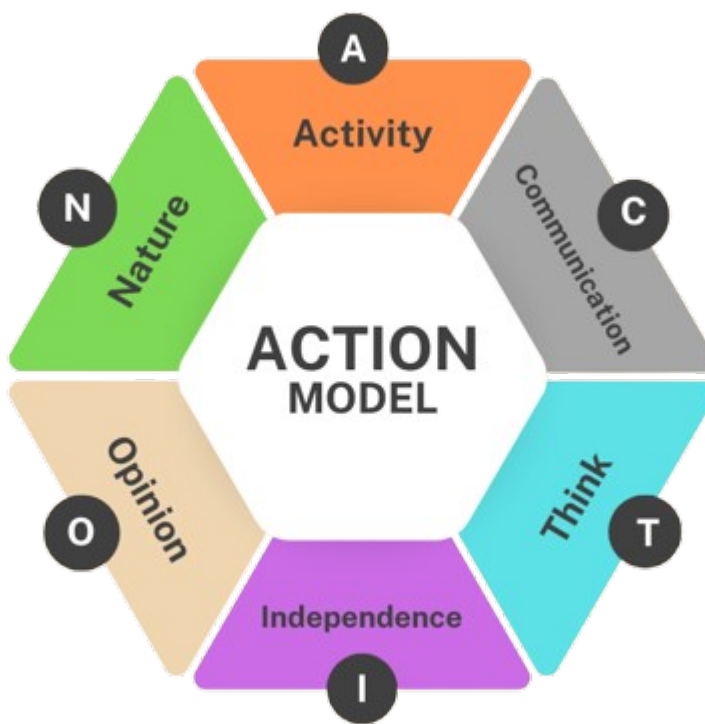 A
Activity
C
Communication
T
Think
I
Independence
O
Opinion
N
Nature
ACTION
MODEL